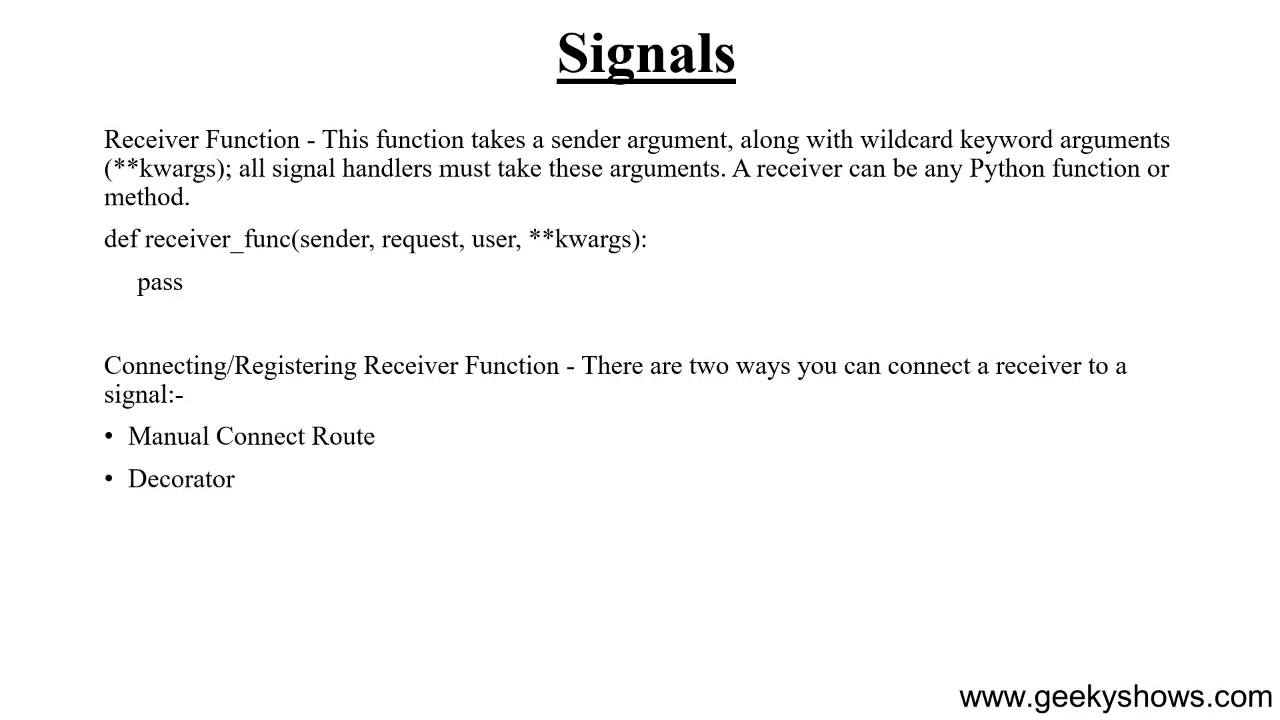 Signals
Receiver Function - This function takes a sender argument, along with wildcard keyword arguments
(**kwargs); all signal handlers must take these arguments. A receiver can be any Python function or
method.
def receiver_func(sender, request, user, **kwargs):
pass
Connecting/Registering Receiver Function - There are two ways you can connect a receiver to a
signal:-
• Manual Connect Route
• Decorator
www.geekyshows.com